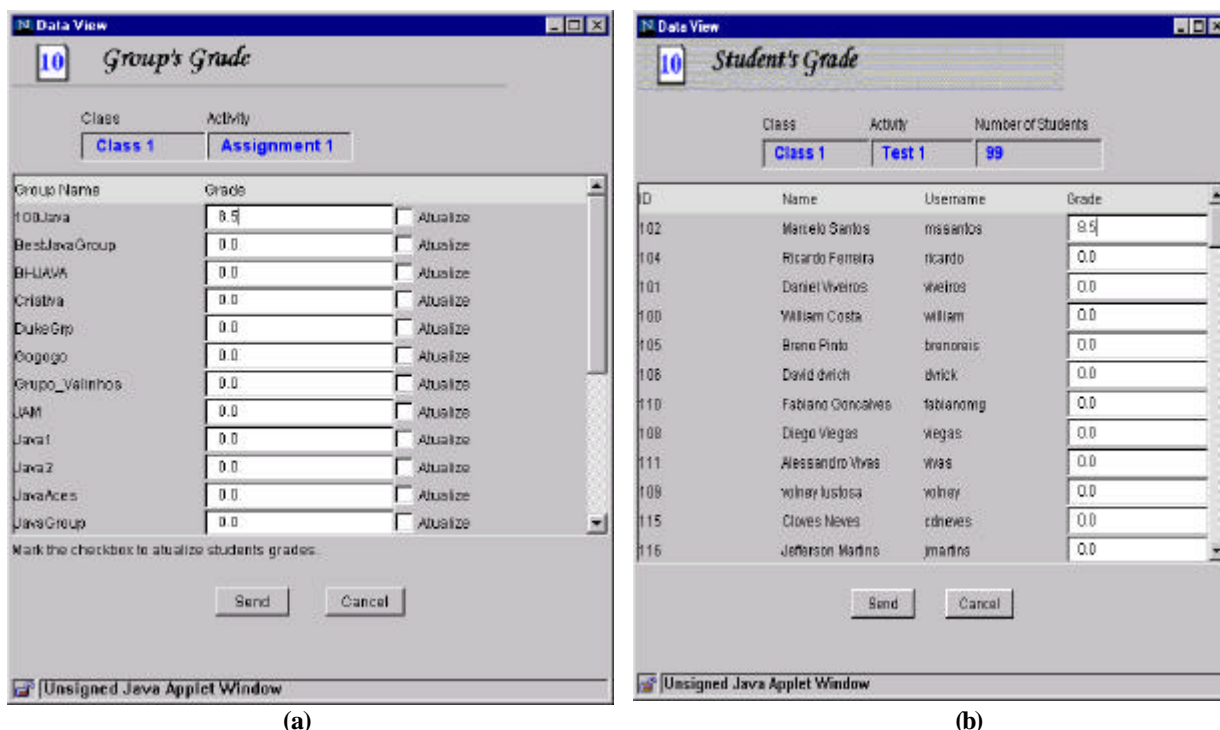 Data View
10 Group's Grade
Class Activity
Class 1 Assignment 1
Group Name Grade
100Java 8.5 Atualize
BestJavaGroup 0.0 Atualize
BHJAVA 0.0 Atualize
Cristiva 0.0 Atualize
DukeGrp 0.0 Atualize
Gogogo 0.0 Atualize
Grupo_Valinhos 0.0 Atualize
JAM 0.0 Atualize
Java1 0.0 Atualize
Java2 0.0 Atualize
JavaAces 0.0 Atualize
JavaGroup 0.0 Atualize
Mark the checkbox to atualize students grades.
Send Cancel
Unsigned Java Applet Window
(a)
Data View
10 Student's Grade
Class Activity Number of Students
Class 1 Test 1 99
ID Name Username Grade
102 Marcelo Santos mssantos 8.5
104 Ricardo Ferreira ricardo 0.0
101 Daniel Viveiros viveiros 0.0
100 William Costa william 0.0
105 Breno Pinto brenoreis 0.0
106 David dvrich dvrick 0.0
110 Fabiano Goncalves fabianomg 0.0
108 Diego Viegas viegas 0.0
111 Alessandro Vivas vivas 0.0
109 volney lustosa volney 0.0
115 Cloves Neves cdneves 0.0
116 Jefferson Martins jmartins 0.0
Send Cancel
Unsigned Java Applet Window
(b)